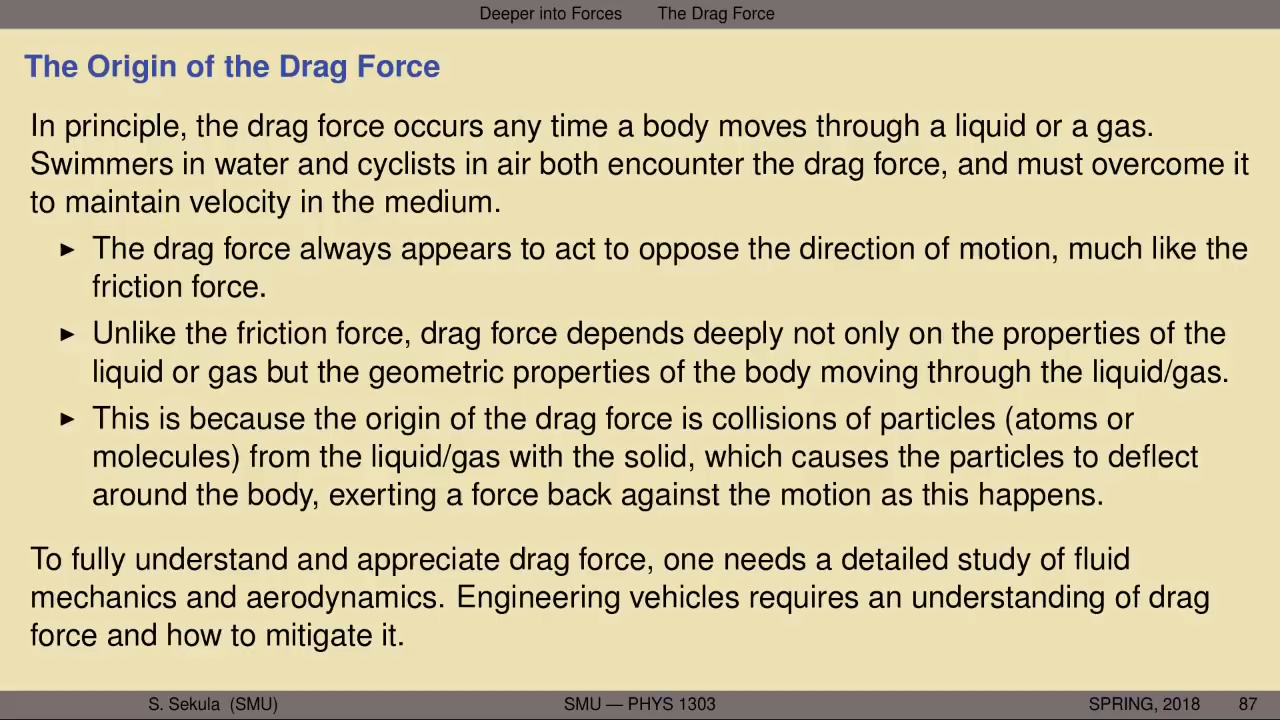 Deeper into Forces The Drag Force
The Origin of the Drag Force
In principle, the drag force occurs any time a body moves through a liquid or a gas.
Swimmers in water and cyclists in air both encounter the drag force, and must overcome it
to maintain velocity in the medium.
▶ The drag force always appears to act to oppose the direction of motion, much like the
friction force.
▶ Unlike the friction force, drag force depends deeply not only on the properties of the
liquid or gas but the geometric properties of the body moving through the liquid/gas.
▶ This is because the origin of the drag force is collisions of particles (atoms or
molecules) from the liquid/gas with the solid, which causes the particles to deflect
around the body, exerting a force back against the motion as this happens.
To fully understand and appreciate drag force, one needs a detailed study of fluid
mechanics and aerodynamics. Engineering vehicles requires an understanding of drag
force and how to mitigate it.
S. Sekula (SMU) SMU — PHYS 1303 SPRING, 2018 87